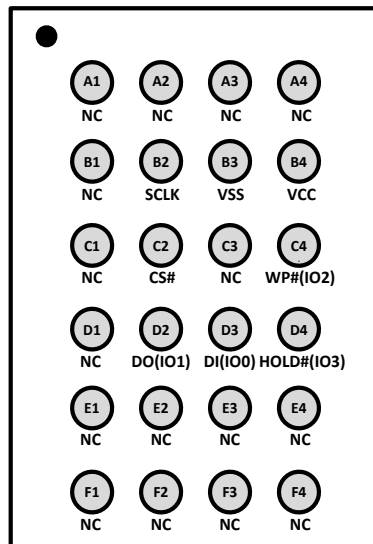 A1 A2 A3 A4
NC NC NC NC
B1 B2 B3 B4
NC SCLK VSS VCC
C1 C2 C3 C4
NC CS# NC WP#(IO2)
D1 D2 D3 D4
NC DO(IO1) DI(IO0) HOLD#(IO3)
E1 E2 E3 E4
NC NC NC NC
F1 F2 F3 F4
NC NC NC NC